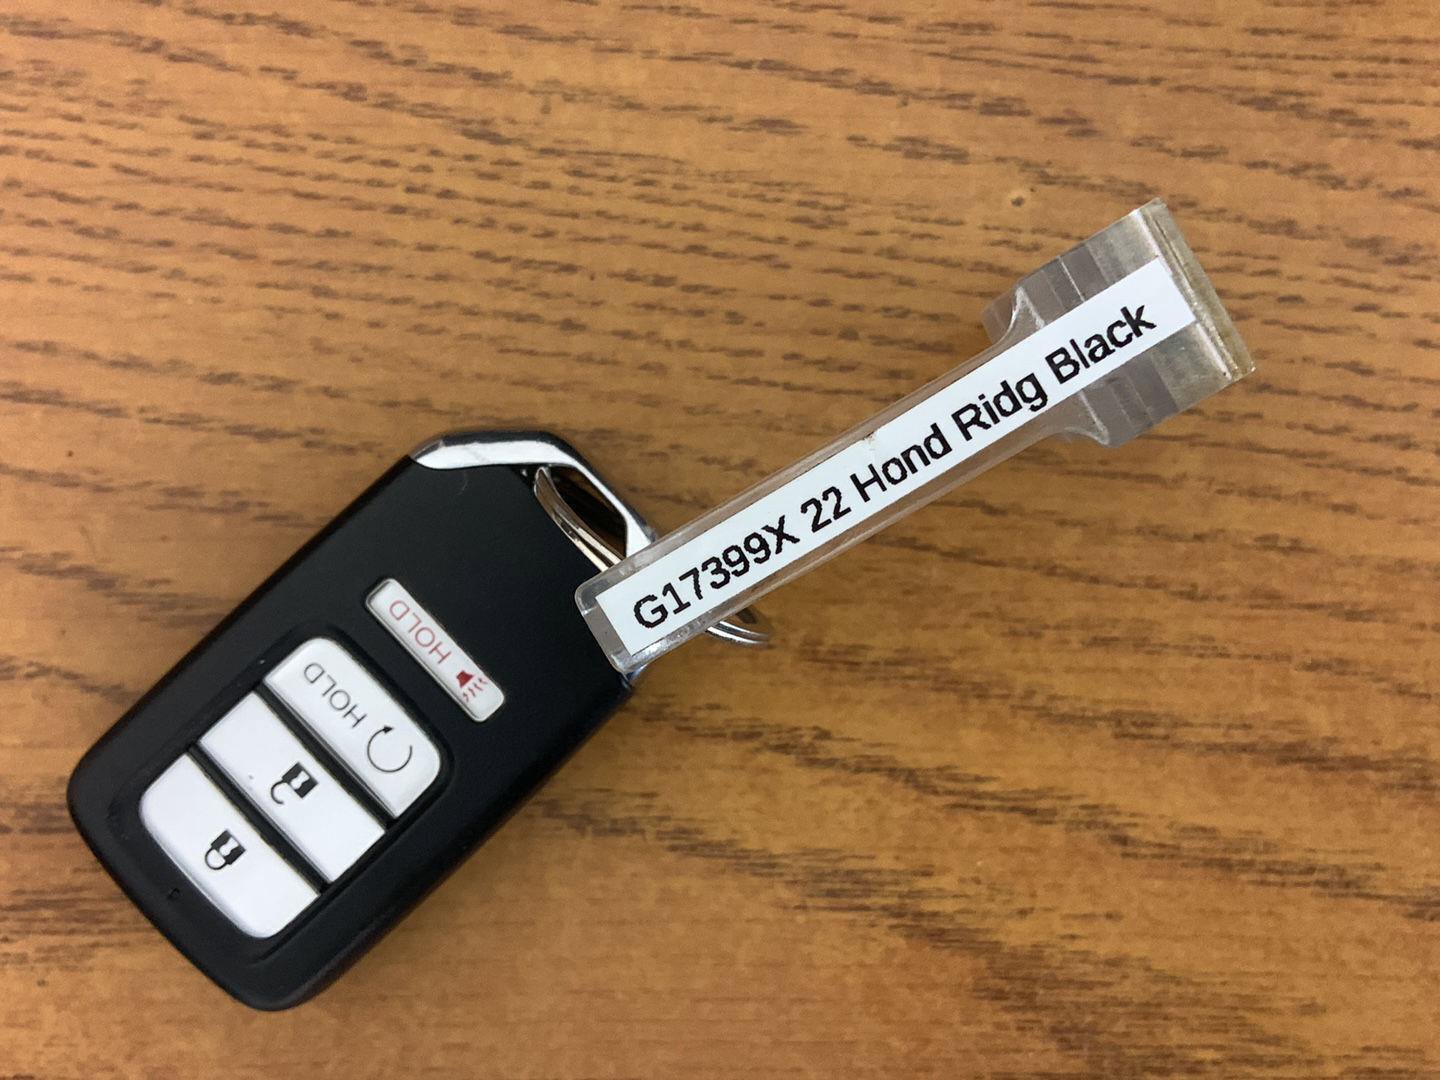 G17399X 22 Hond Ridg Black
HOLD
HOLD